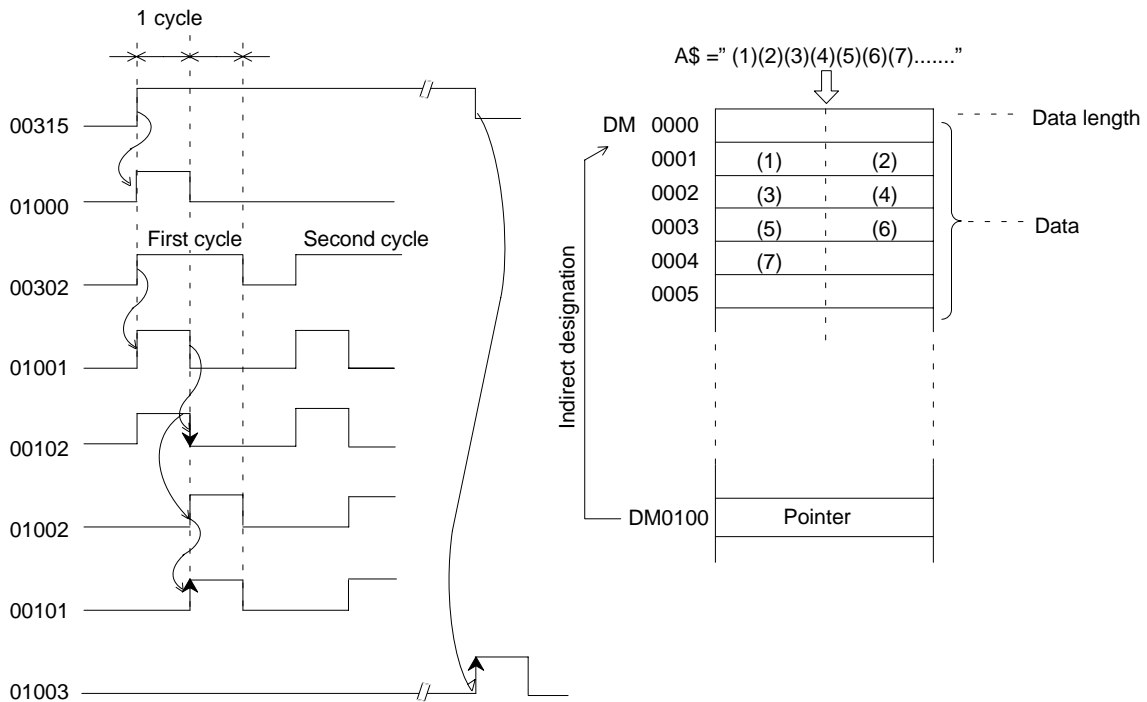 1 cycle
00315
01000
First cycle
Second cycle
00302
01001
00102
01002
00101
01003
A$ =” (1)(2)(3)(4)(5)(6)(7).......”
DM 0000
Data length
0001 (1) (2)
0002 (3) (4)
0003 (5) (6)
Data
0004 (7)
0005
Indirect designation
DM0100 Pointer